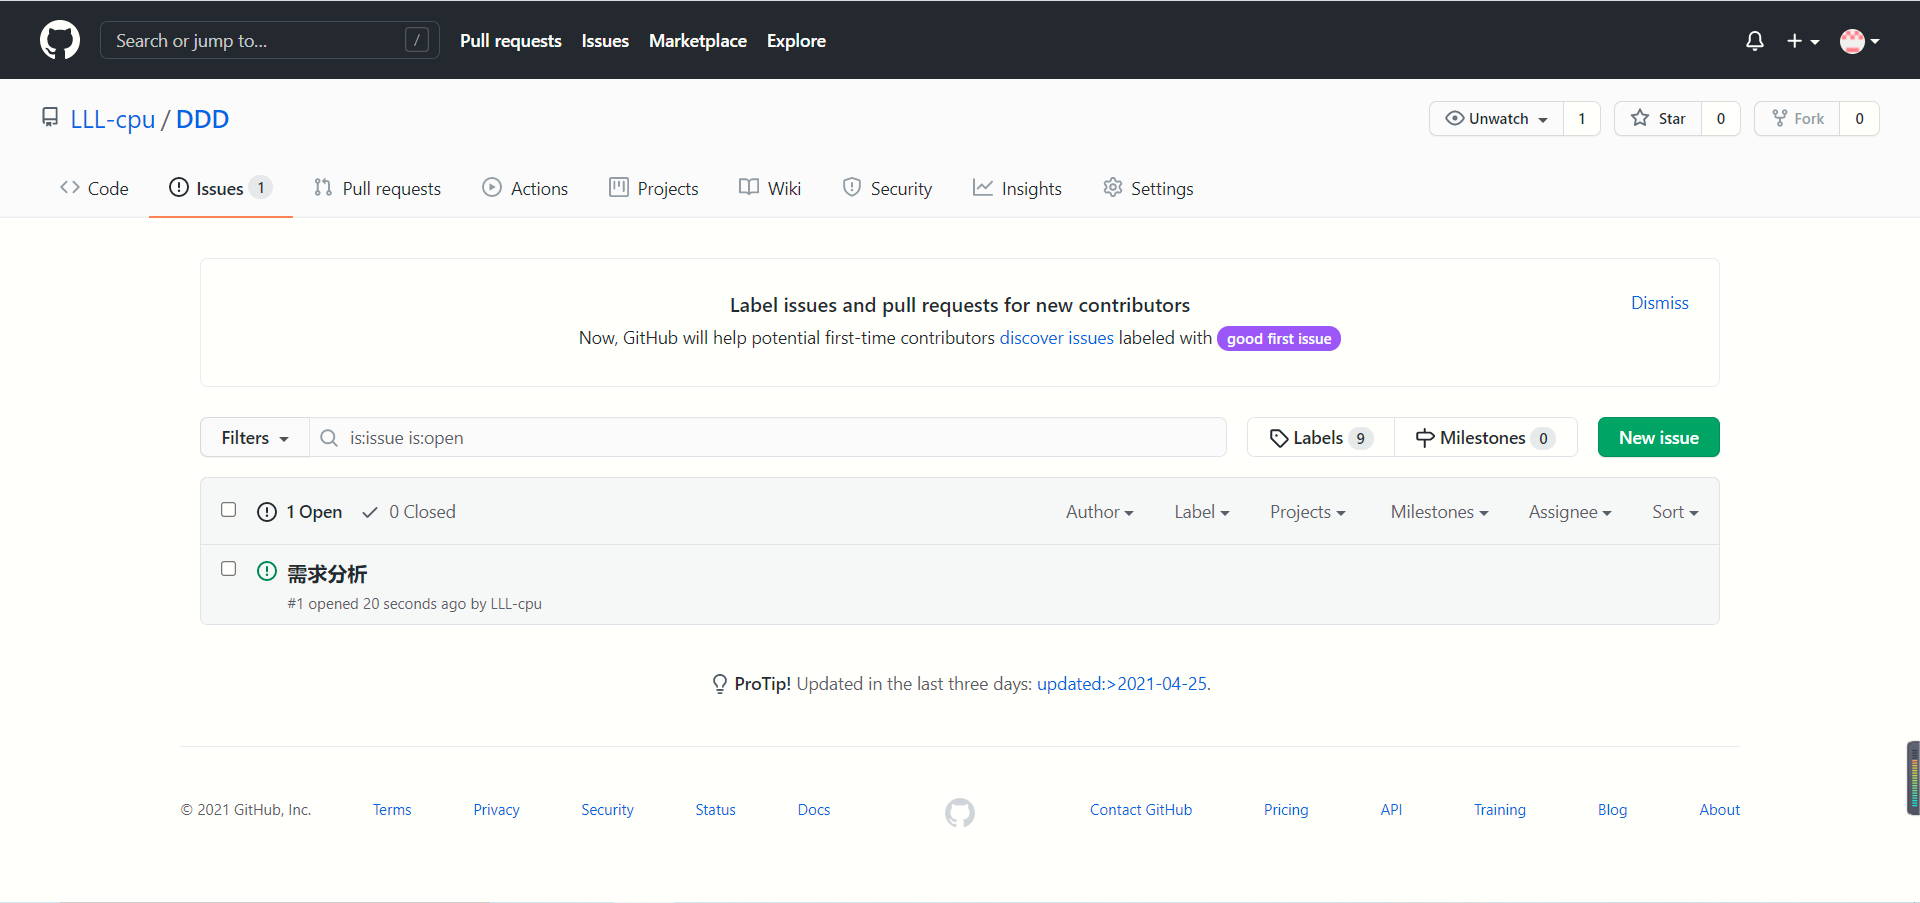 Search or jump to... / Pull requests Issues Marketplace Explore
LLL-cpu / DDD Unwatch 1 Star 0 Fork 0
Code Issues 1 Pull requests Actions Projects Wiki Security Insights Settings
Label issues and pull requests for new contributors Dismiss
Now, GitHub will help potential first-time contributors discover issues labeled with good first issue
Filters is:issue is:open Labels 9 Milestones 0 New issue
1 Open 0 Closed Author Label Projects Milestones Assignee Sort
需求分析
#1 opened 20 seconds ago by LLL-cpu
ProTip! Updated in the last three days: updated:>2021-04-25.
© 2021 GitHub, Inc. Terms Privacy Security Status Docs Contact GitHub Pricing API Training Blog About